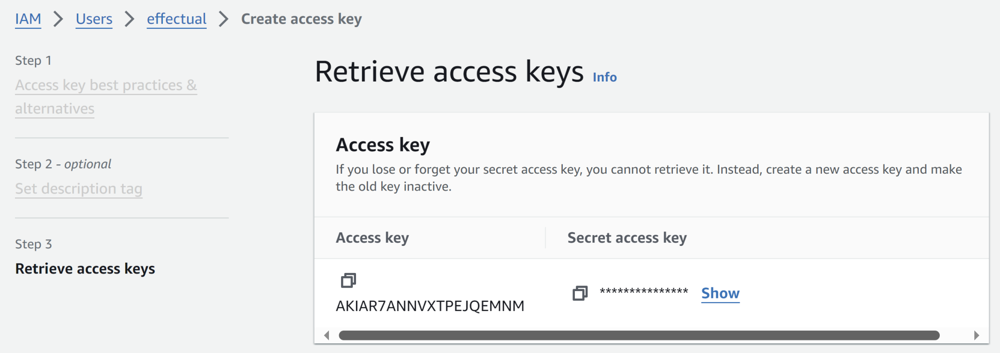 IAM > Users > effectual > Create access key
Step 1
Access key best practices &
alternatives
Step 2 - optional
Set description tag
Step 3
Retrieve access keys
Retrieve access keys Info
Access key
If you lose or forget your secret access key, you cannot retrieve it. Instead, create a new access key and make
the old key inactive.
Access key Secret access key
AKIAR7ANNVXTPEJQEMNM
*************** Show